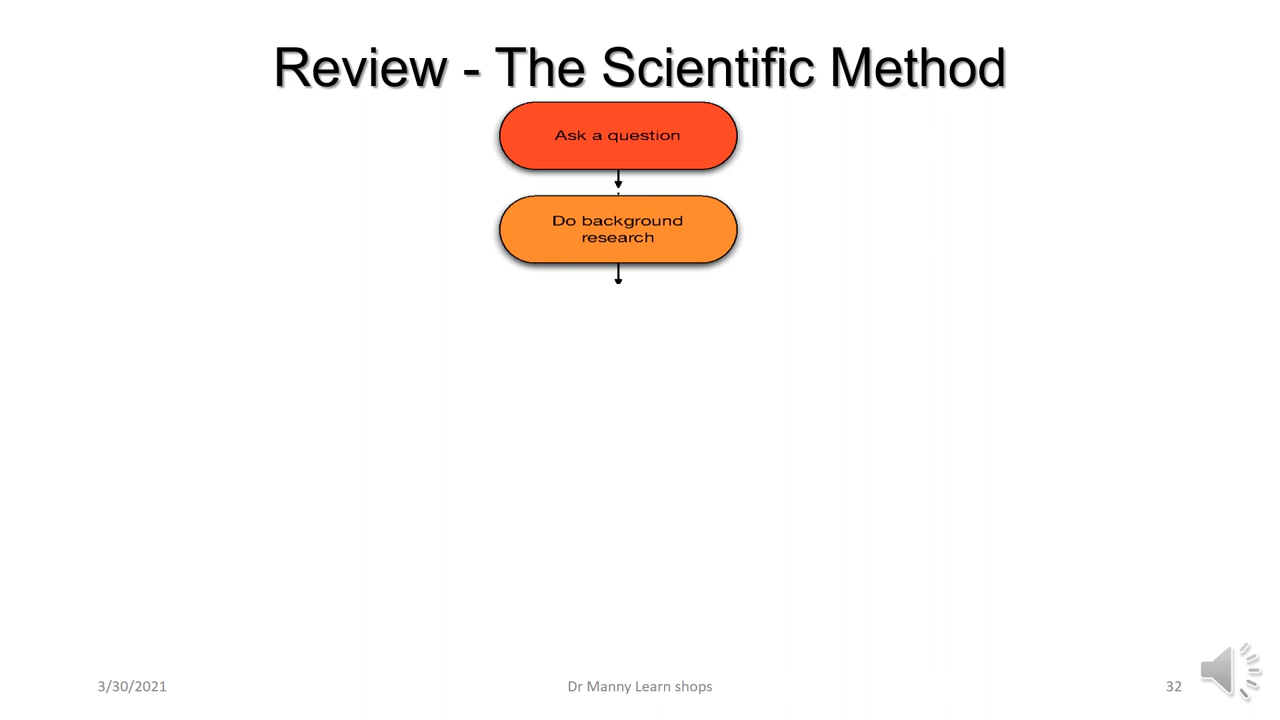 Review - The Scientific Method
Ask a question
Do background
research
3/30/2021
Dr Manny Learn shops
32